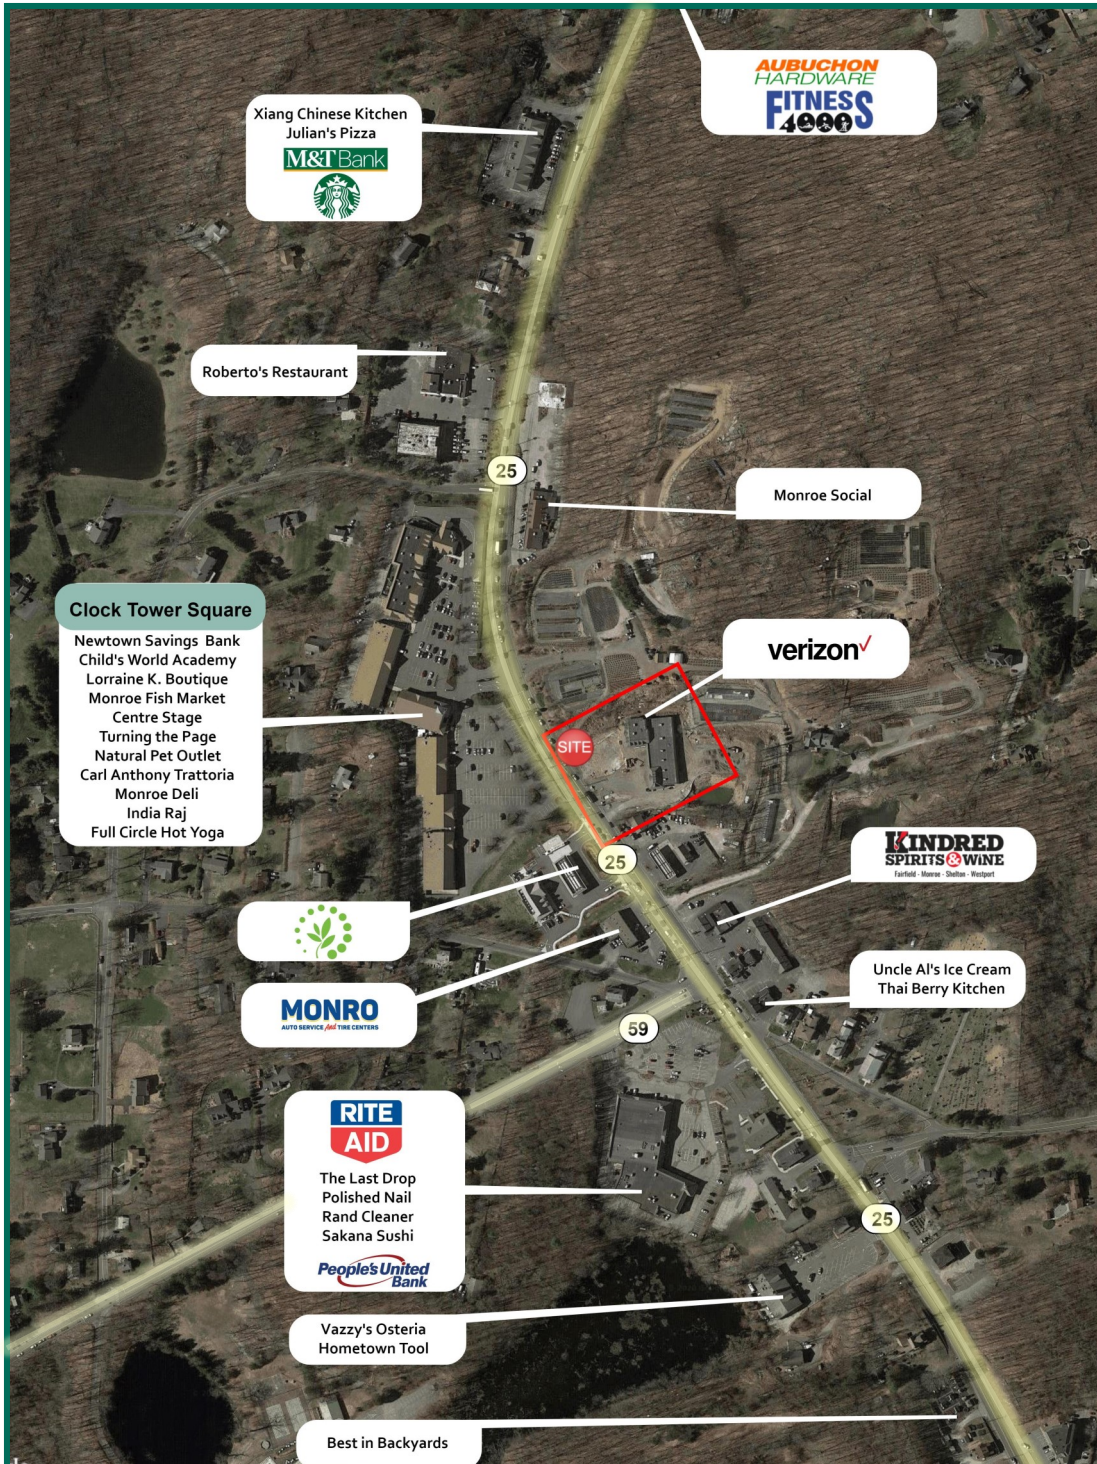 AUBUCHON
HARDWARE
FITNESS
4000
Xiang Chinese Kitchen
Julian's Pizza
M&T Bank
Roberto's Restaurant
25
Monroe Social
Clock Tower Square
Newtown Savings Bank
Child's World Academy
Lorraine K. Boutique
Monroe Fish Market
Centre Stage
Turning the Page
Natural Pet Outlet
Carl Anthony Trattoria
Monroe Deli
India Raj
Full Circle Hot Yoga
verizon
SITE
25
KINDRED
SPIRITS & WINE
Fairfield - Monroe - Shelton - Westport
Uncle Al's Ice Cream
Thai Berry Kitchen
MONRO
AUTO SERVICE And TIRE CENTERS
59
RITE
AID
The Last Drop
Polished Nail
Rand Cleaner
Sakana Sushi
People's United
Bank
25
Vazzy's Osteria
Hometown Tool
Best in Backyards